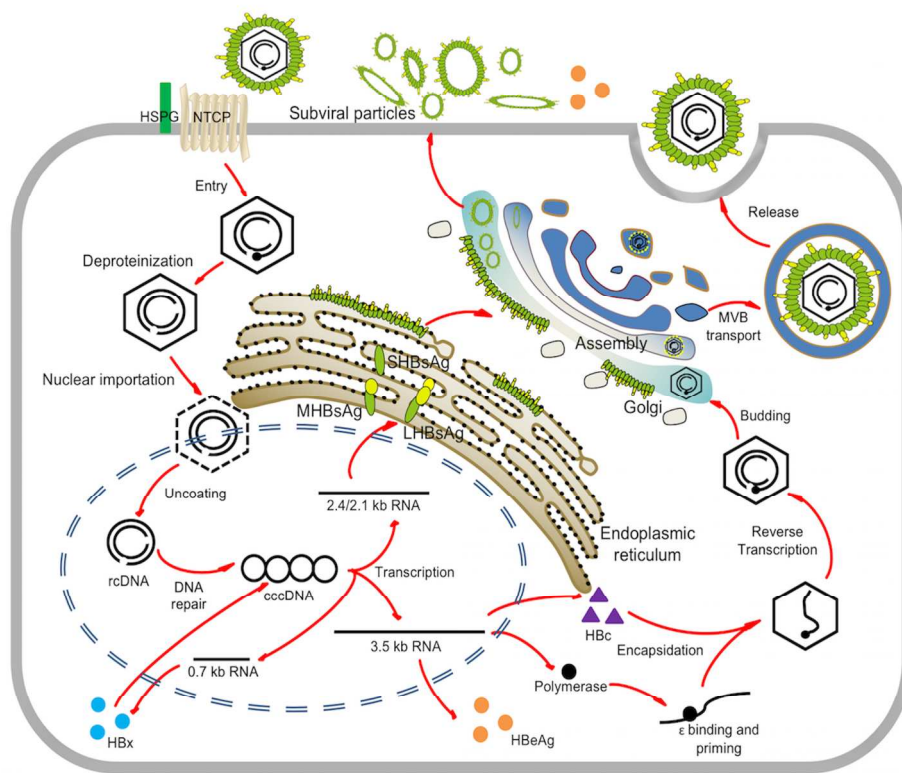 HSPG
NTCP
Subviral particles
Entry
Release
Deproteinization
MVB
transport
Assembly
SHBsAg
Nuclear importation
MHBsAg
LHBsAg
Golgi
Budding
Uncoating
2.4/2.1 kb RNA
Endoplasmic
reticulum
Reverse
Transcription
rcDNA
DNA
repair
cccDNA
Transcription
HBc
Encapsidation
3.5 kb RNA
0.7 kb RNA
Polymerase
HBx
HBeAg
ε binding and
priming